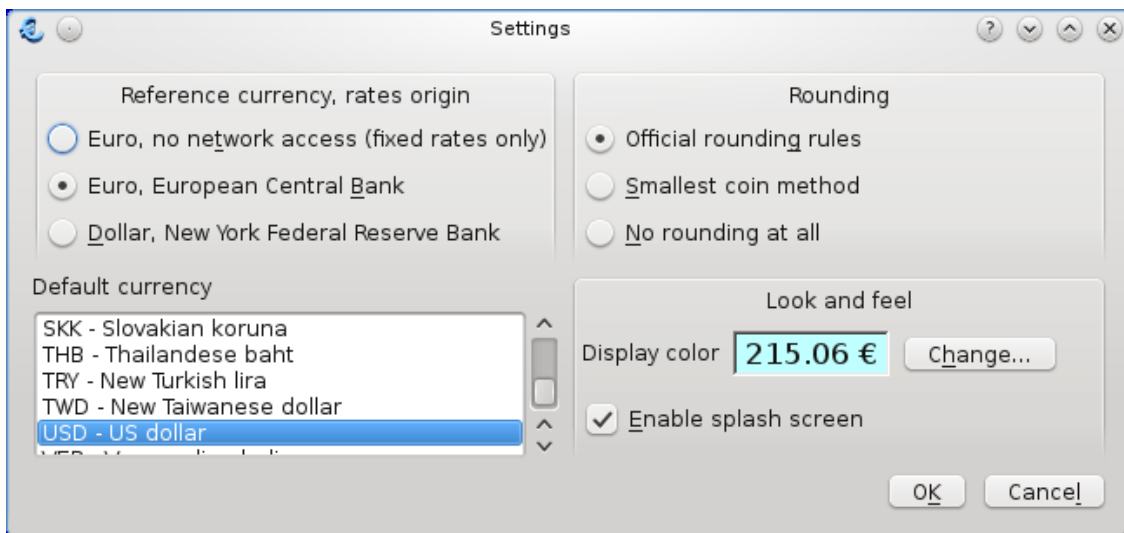 Settings
Reference currency, rates origin
Euro, no network access (fixed rates only)
Euro, European Central Bank
Dollar, New York Federal Reserve Bank
Rounding
Official rounding rules
Smallest coin method
No rounding at all
Default currency
SKK - Slovakian koruna
THB - Thailandese baht
TRY - New Turkish lira
TWD - New Taiwanese dollar
USD - US dollar
Look and feel
Display color 215.06 € Change...
Enable splash screen
OK Cancel